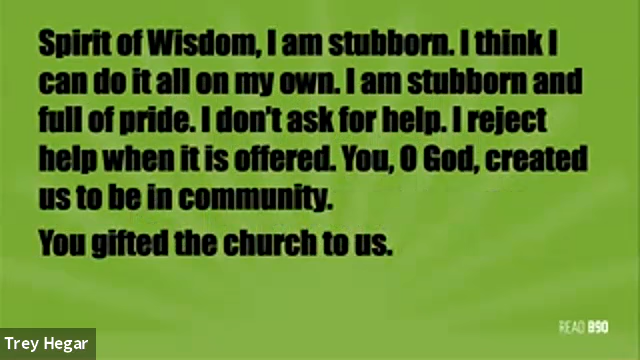 Spirit of Wisdom, I am stubborn. I think I
can do it all on my own. I am stubborn and
full of pride. I don't ask for help. I reject
help when it is offered. You, O God, created
us to be in community.
You gifted the church to us.
READ B90
Trey Hegar